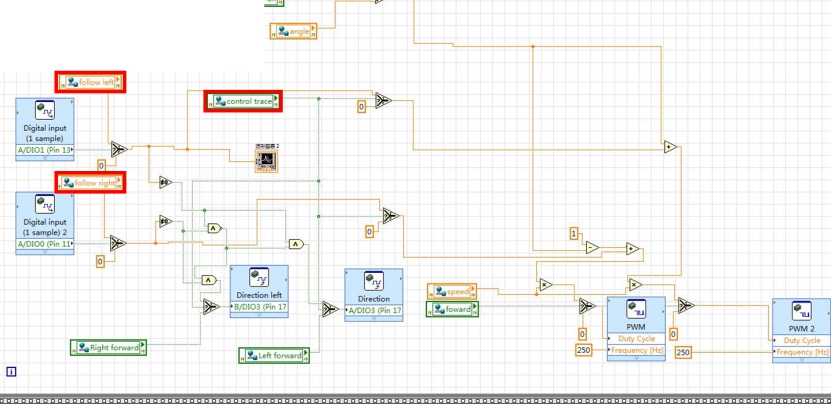 angle
follow left
control trace
0
Digital input
(1 sample)
A/DIO1 (Pin 13
0
2
follow right
Digital input
(1 sample) 2
A/DIO0 (Pin 11
0
0
1
Direction left
B/DIO3 (Pin 17
Direction
A/DIO3 (Pin 17
speed
foward
PWM
Duty Cycle
Frequency [Hz]
0
250
0
250
PWM 2
Duty Cycle
Frequency [Hz]
Right forward
Left forward
i